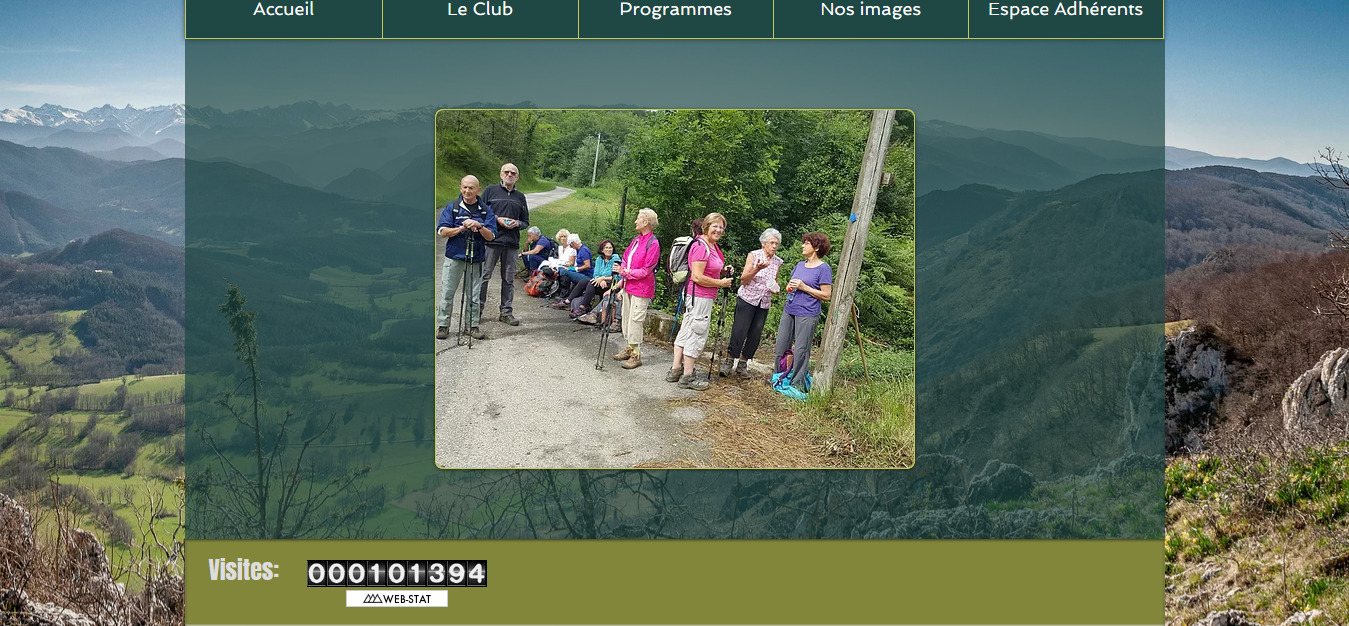 Accueil Le Club Programmes Nos images Espace Adhérents
Visites: 000101394
WEB-STAT